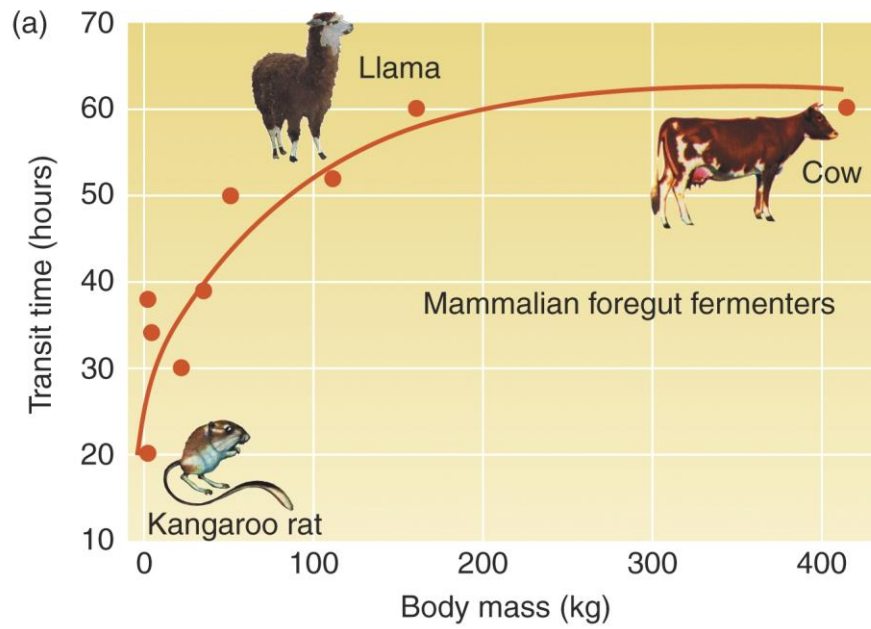 (a)
70
60
50
40
30
20
10
Transit time (hours)
Llama
Cow
Mammalian foregut fermenters
Kangaroo rat
0
100
200
300
400
Body mass (kg)